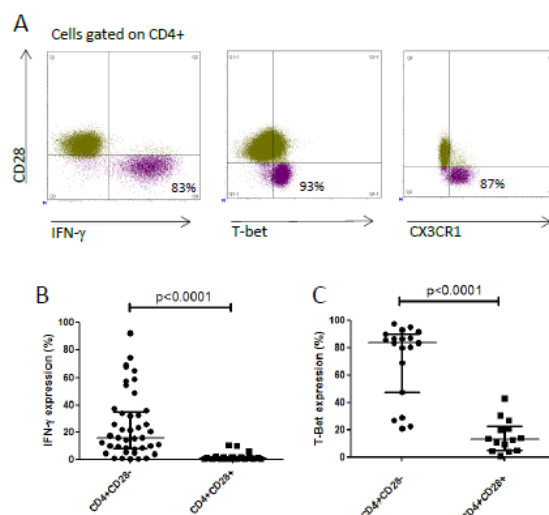 A
Cells gated on CD4+
CD28
83%
93%
87%
IFN-γ
T-bet
CX3CR1
B
p<0.0001
IFN-γ expression (%)
100
80
60
40
20
0
CD4+CD28-
CD4+CD28+
C
p<0.0001
T-Bet expression (%)
100
80
60
40
20
0
CD4+CD28-
CD4+CD28+